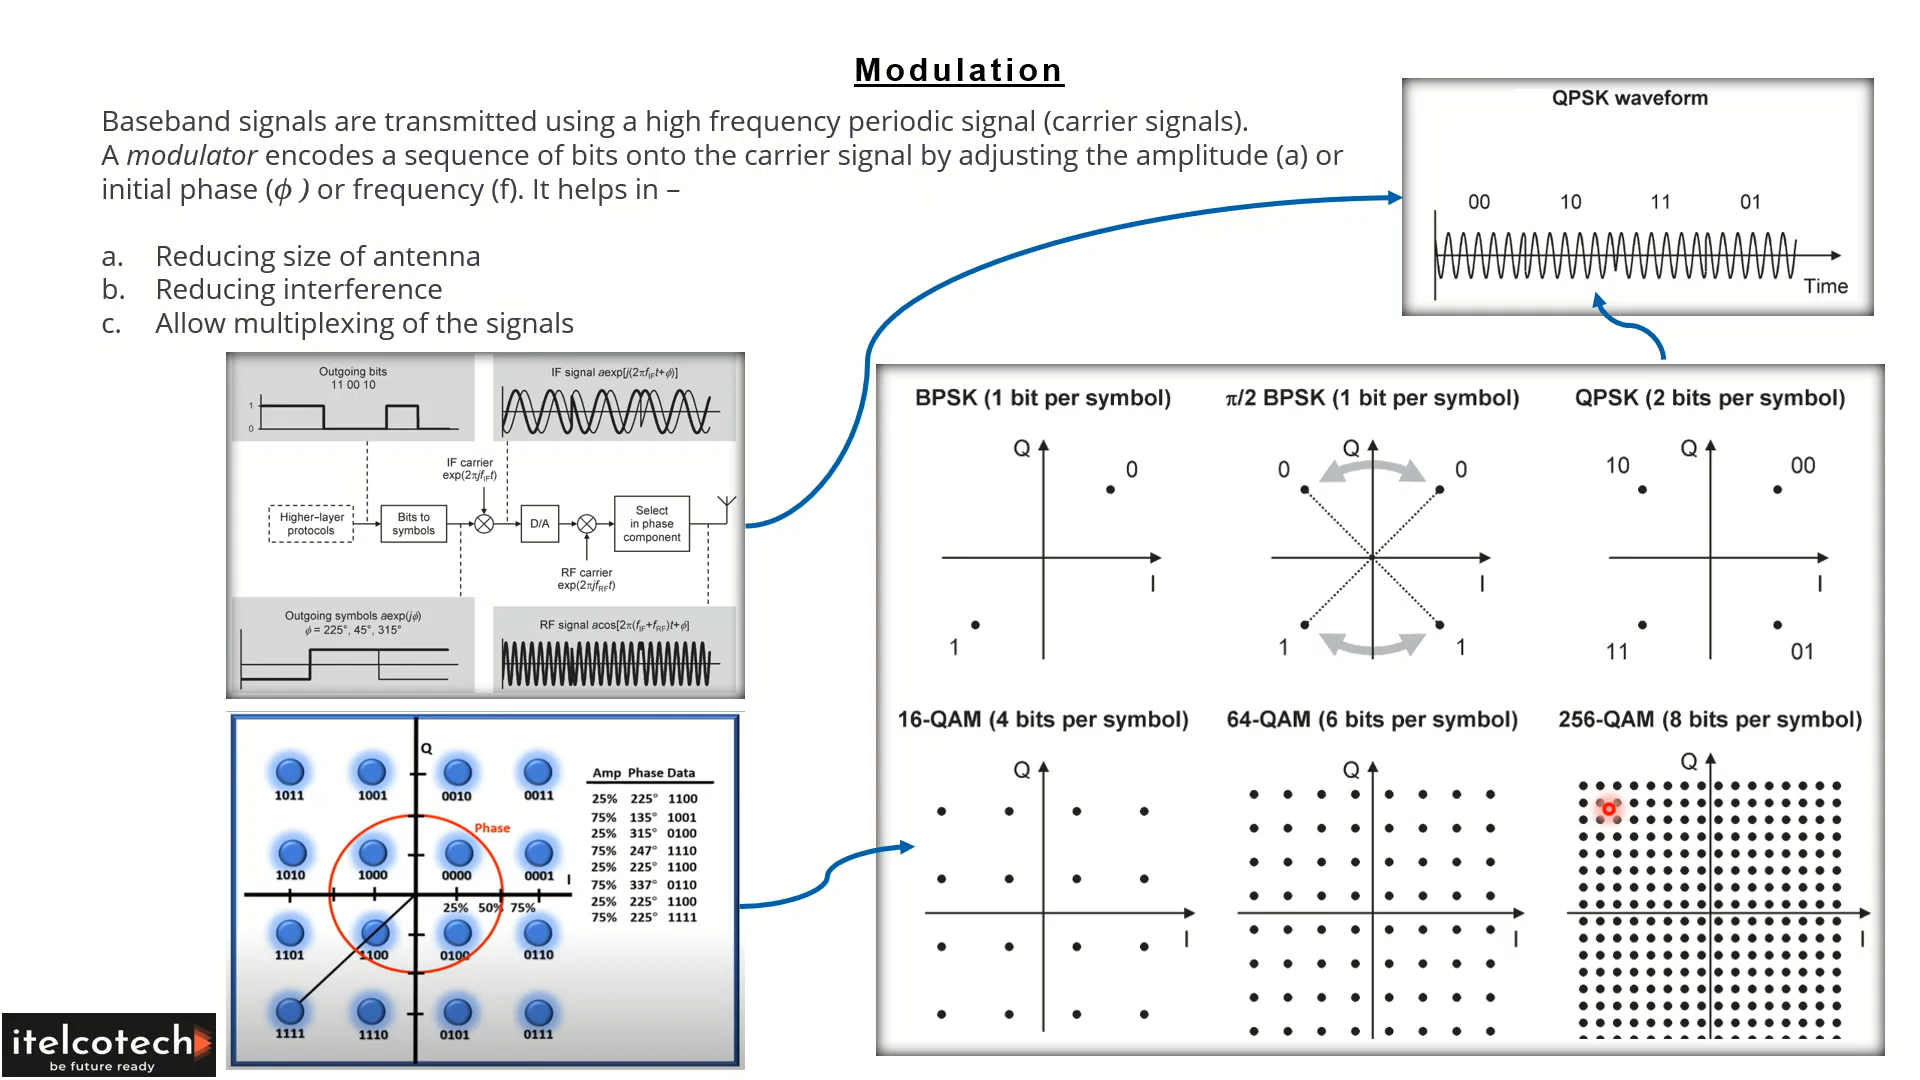 Modulation
Baseband signals are transmitted using a high frequency periodic signal (carrier signals).
A modulator encodes a sequence of bits onto the carrier signal by adjusting the amplitude (a) or
initial phase (ϕ ) or frequency (f). It helps in –
a. Reducing size of antenna
b. Reducing interference
c. Allow multiplexing of the signals
QPSK waveform
00 10 11 01
Time
Outgoing bits
11 00 10
1
0
IF signal aexp[j(2πf_IF t+ϕ)]
IF carrier
exp(2πjf_IF t)
Higher–layer
protocols
Bits to
symbols
D/A
Select
in phase
component
RF carrier
exp(2πjf_RF t)
Outgoing symbols aexp(jϕ)
ϕ = 225°, 45°, 315°
RF signal acos[2π(f_IF+f_RF)t+ϕ]
BPSK (1 bit per symbol)
Q
0
I
1
π/2 BPSK (1 bit per symbol)
Q
0 0
I
1 1
QPSK (2 bits per symbol)
Q
10 00
I
11 01
16-QAM (4 bits per symbol)
Q
I
64-QAM (6 bits per symbol)
Q
I
256-QAM (8 bits per symbol)
Q
I
Q
1011 1001 0010 0011
Phase
1010 1000 0000 0001
I
25% 50% 75%
1101 1100 0100 0110
1111 1110 0101 0111
Amp Phase Data
25% 225° 1100
75% 135° 1001
25% 315° 0100
75% 247° 1110
25% 225° 1100
75% 337° 0110
25% 225° 1100
75% 225° 1111
itelcotech
be future ready